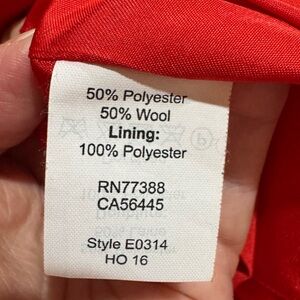 50% Polyester
50% Wool
Lining:
100% Polyester
RN77388
CA56445
Style E0314
HO 16